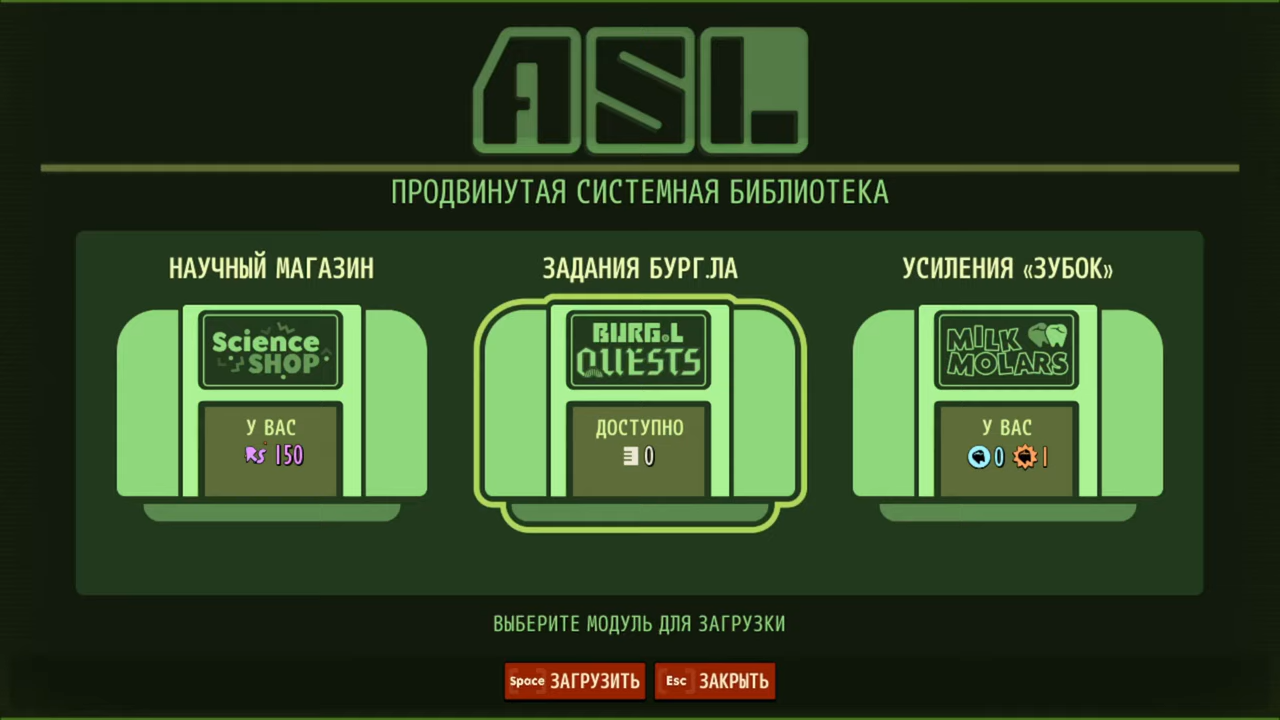 ASL
ПРОДВИНУТАЯ СИСТЕМНАЯ БИБЛИОТЕКА
НАУЧНЫЙ МАГАЗИН
Science
SHOP
У ВАС
RS 150
ЗАДАНИЯ БУРГ.ЛА
BURG.L
QUESTS
ДОСТУПНО
0
УСИЛЕНИЯ «ЗУБОК»
MILK
MOLARS
У ВАС
0 1
ВЫБЕРИТЕ МОДУЛЬ ДЛЯ ЗАГРУЗКИ
Space ЗАГРУЗИТЬ
Esc ЗАКРЫТЬ